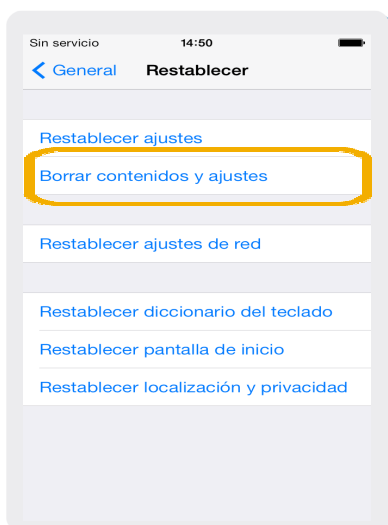 Sin servicio 14:50
General Restablecer
Restablecer ajustes
Borrar contenidos y ajustes
Restablecer ajustes de red
Restablecer diccionario del teclado
Restablecer pantalla de inicio
Restablecer localización y privacidad